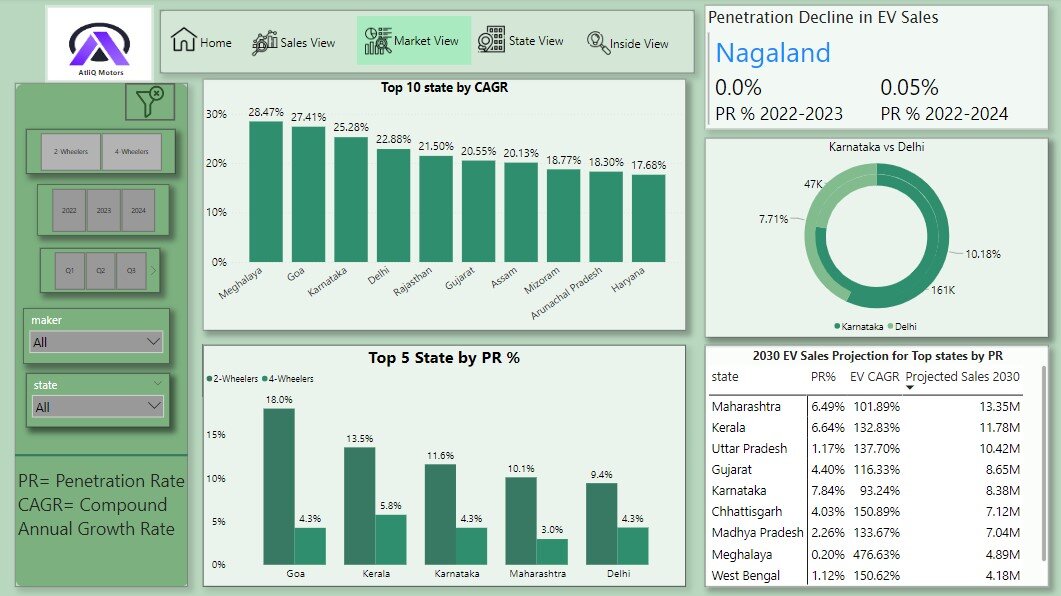 AtliQ Motors
Home
Sales View
Market View
State View
Inside View
2-Wheelers 4-Wheelers
2022 2023 2024
Q1 Q2 Q3
maker
All
state
All
PR= Penetration Rate
CAGR= Compound
Annual Growth Rate
Top 10 state by CAGR
30%
20%
10%
0%
28.47% 27.41% 25.28% 22.88% 21.50% 20.55% 20.13% 18.77% 18.30% 17.68%
Meghalaya Goa Karnataka Delhi Rajasthan Gujarat Assam Mizoram Arunachal Pradesh Haryana
Top 5 State by PR %
2-Wheelers 4-Wheelers
15%
10%
5%
0%
18.0% 4.3% 13.5% 5.8% 11.6% 4.3% 10.1% 3.0% 9.4% 4.3%
Goa Kerala Karnataka Maharashtra Delhi
Penetration Decline in EV Sales
Nagaland
0.0% 0.05%
PR % 2022-2023 PR % 2022-2024
Karnataka vs Delhi
47K
7.71%
10.18%
161K
Karnataka Delhi
2030 EV Sales Projection for Top states by PR
state PR% EV CAGR Projected Sales 2030
Maharashtra 6.49% 101.89% 13.35M
Kerala 6.64% 132.83% 11.78M
Uttar Pradesh 1.17% 137.70% 10.42M
Gujarat 4.40% 116.33% 8.65M
Karnataka 7.84% 93.24% 8.38M
Chhattisgarh 4.03% 150.89% 7.12M
Madhya Pradesh 2.26% 133.67% 7.04M
Meghalaya 0.20% 476.63% 4.89M
West Bengal 1.12% 150.62% 4.18M